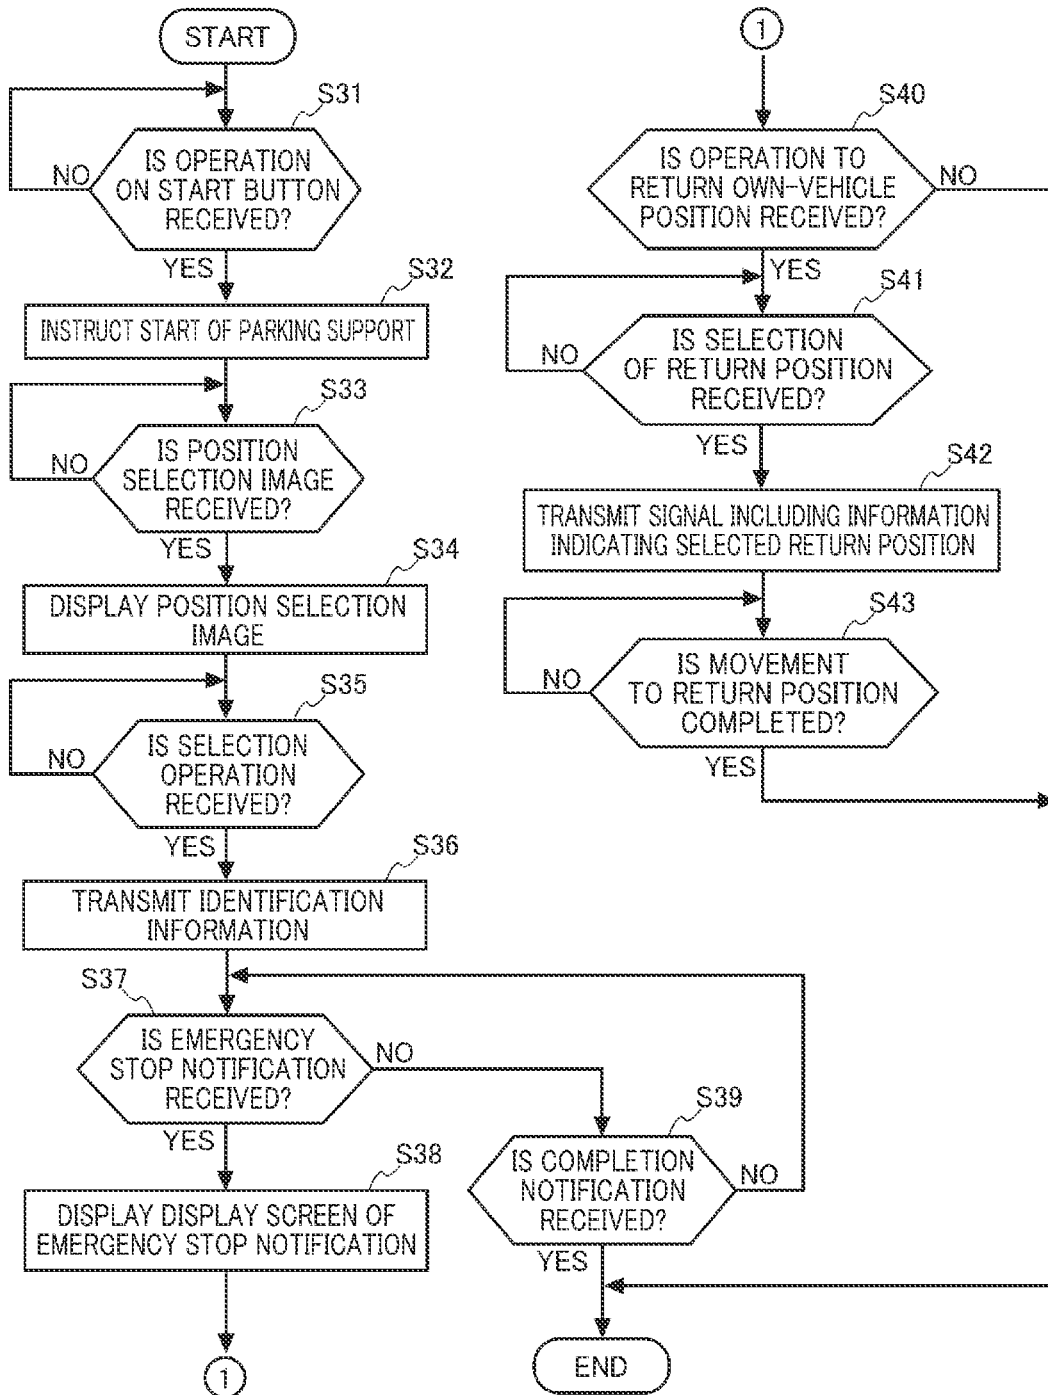 START
S31
IS OPERATION
ON START BUTTON
RECEIVED?
NO
YES
S32
INSTRUCT START OF PARKING SUPPORT
S33
IS POSITION
SELECTION IMAGE
RECEIVED?
NO
YES
S34
DISPLAY POSITION SELECTION
IMAGE
S35
IS SELECTION
OPERATION
RECEIVED?
NO
YES
S36
TRANSMIT IDENTIFICATION
INFORMATION
S37
IS EMERGENCY
STOP NOTIFICATION
RECEIVED?
NO
YES
S38
DISPLAY DISPLAY SCREEN OF
EMERGENCY STOP NOTIFICATION
1
S39
IS COMPLETION
NOTIFICATION
RECEIVED?
NO
YES
END
1
S40
IS OPERATION TO
RETURN OWN-VEHICLE
POSITION RECEIVED?
NO
YES
S41
IS SELECTION
OF RETURN POSITION
RECEIVED?
NO
YES
S42
TRANSMIT SIGNAL INCLUDING INFORMATION
INDICATING SELECTED RETURN POSITION
S43
IS MOVEMENT
TO RETURN POSITION
COMPLETED?
NO
YES